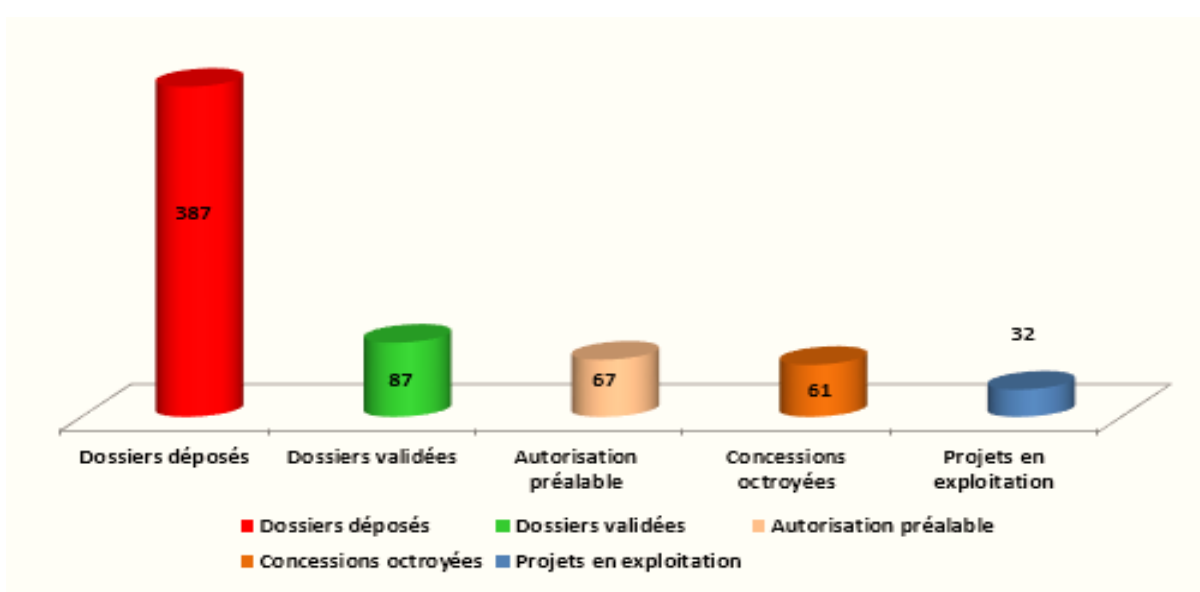 387
87
67
61
32
Dossiers déposés
Dossiers validées
Autorisation
préalable
Concessions
octroyées
Projets en
exploitation
Dossiers déposés
Dossiers validées
Autorisation préalable
Concessions octroyées
Projets en exploitation